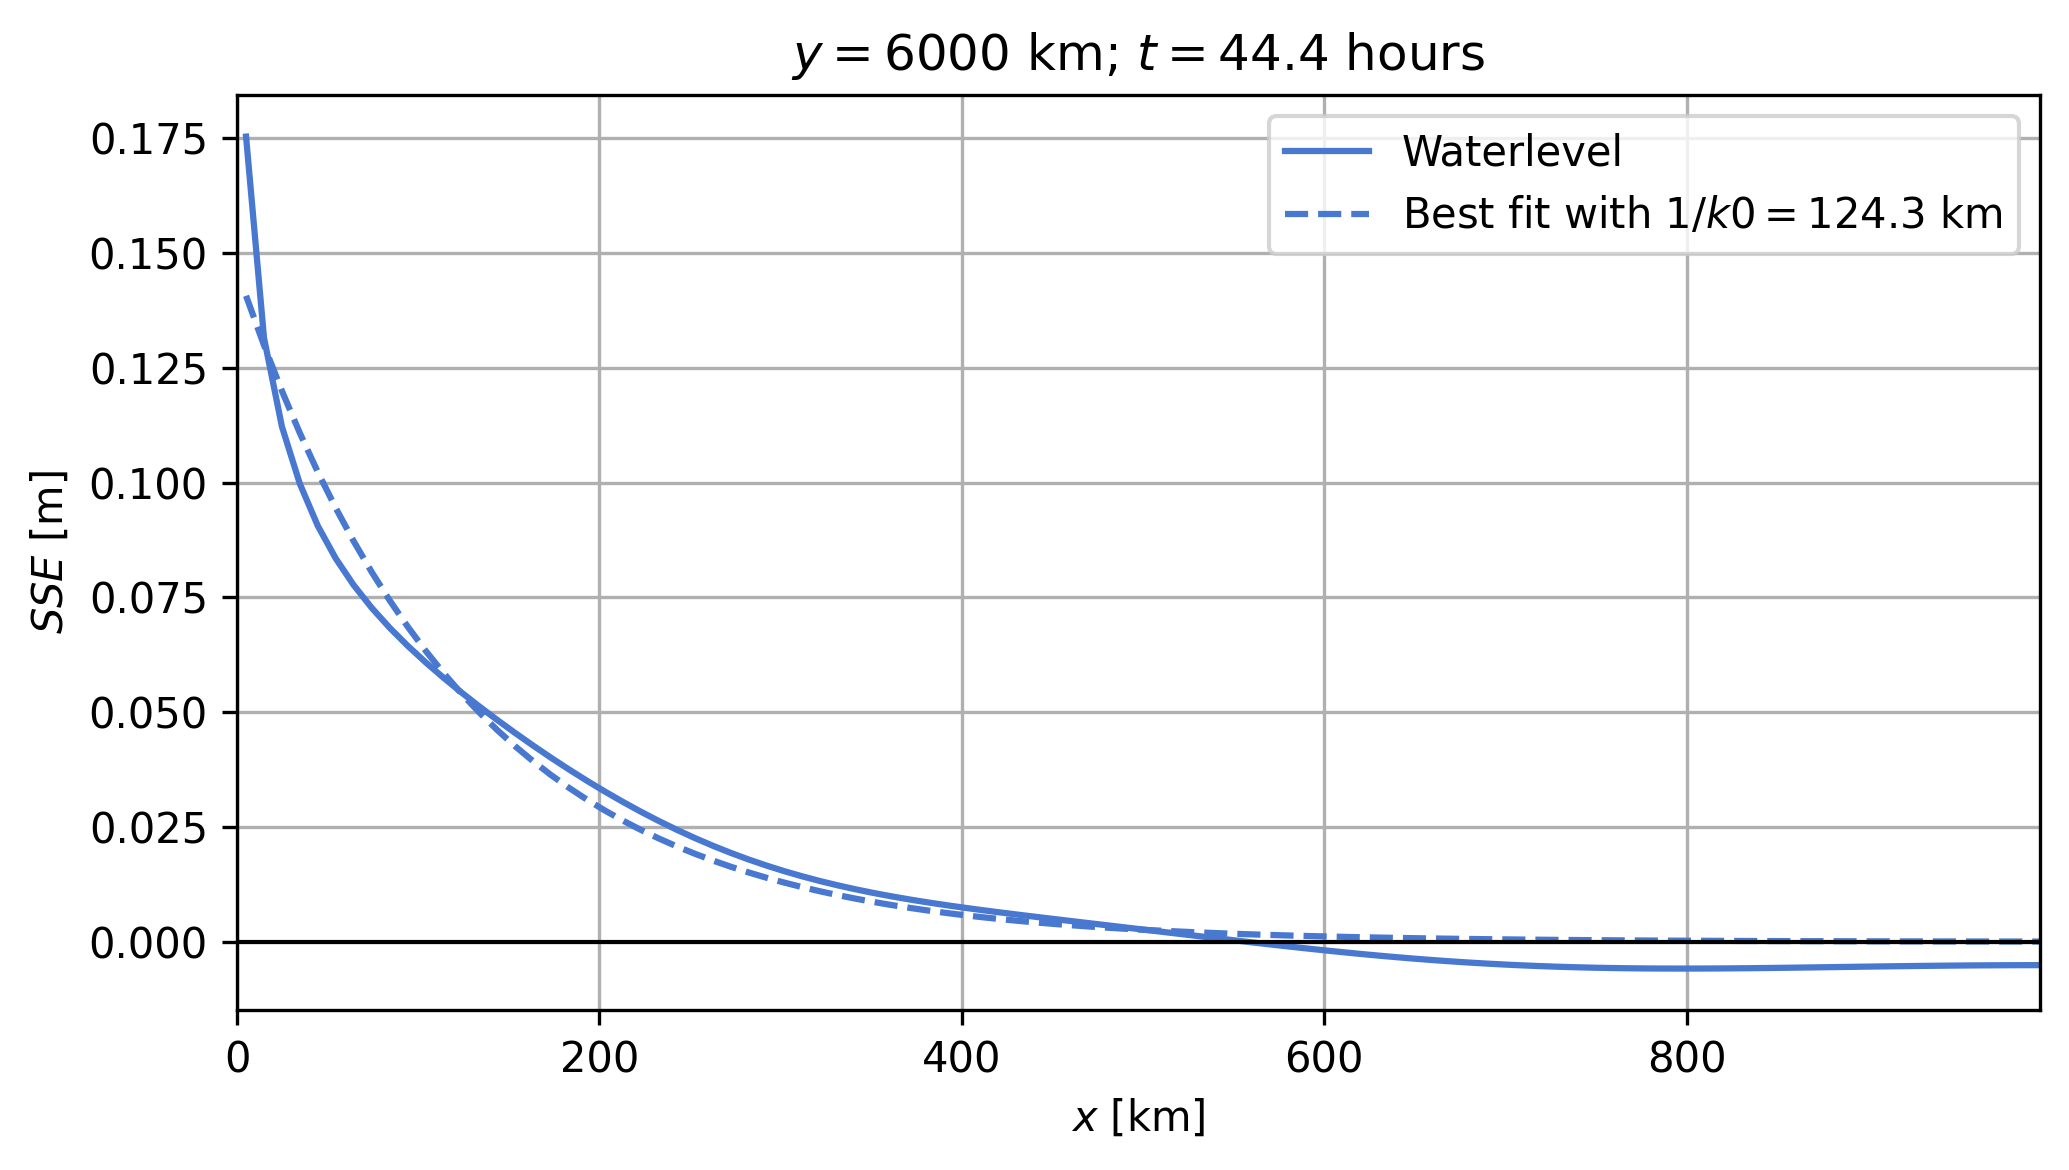 y = 6000 km; t = 44.4 hours
Waterlevel
Best fit with 1/k0 = 124.3 km
0.175
0.150
0.125
0.100
0.075
0.050
0.025
0.000
SSE [m]
0 200 400 600 800
x [km]